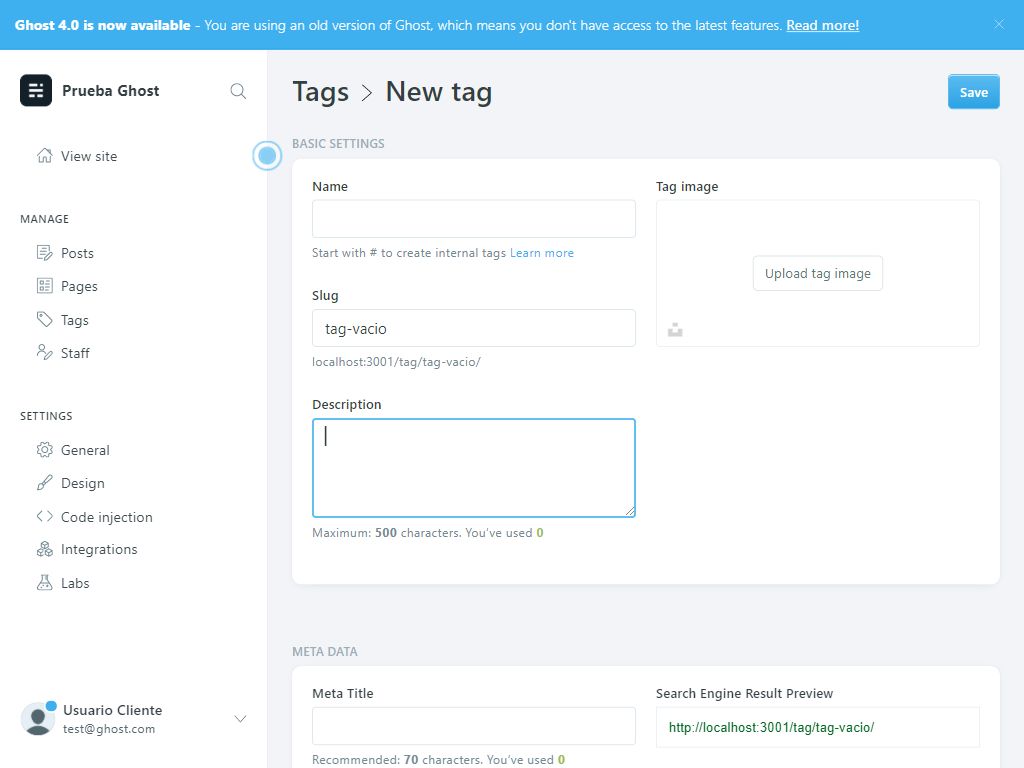 Ghost 4.0 is now available - You are using an old version of Ghost, which means you don't have access to the latest features. Read more!
Prueba Ghost
View site
MANAGE
Posts
Pages
Tags
Staff
SETTINGS
General
Design
Code injection
Integrations
Labs
Usuario Cliente
test@ghost.com
Tags > New tag
Save
BASIC SETTINGS
Name
Start with # to create internal tags Learn more
Slug
tag-vacio
localhost:3001/tag/tag-vacio/
Description
Maximum: 500 characters. You've used 0
Tag image
Upload tag image
META DATA
Meta Title
Recommended: 70 characters. You've used 0
Search Engine Result Preview
http://localhost:3001/tag/tag-vacio/